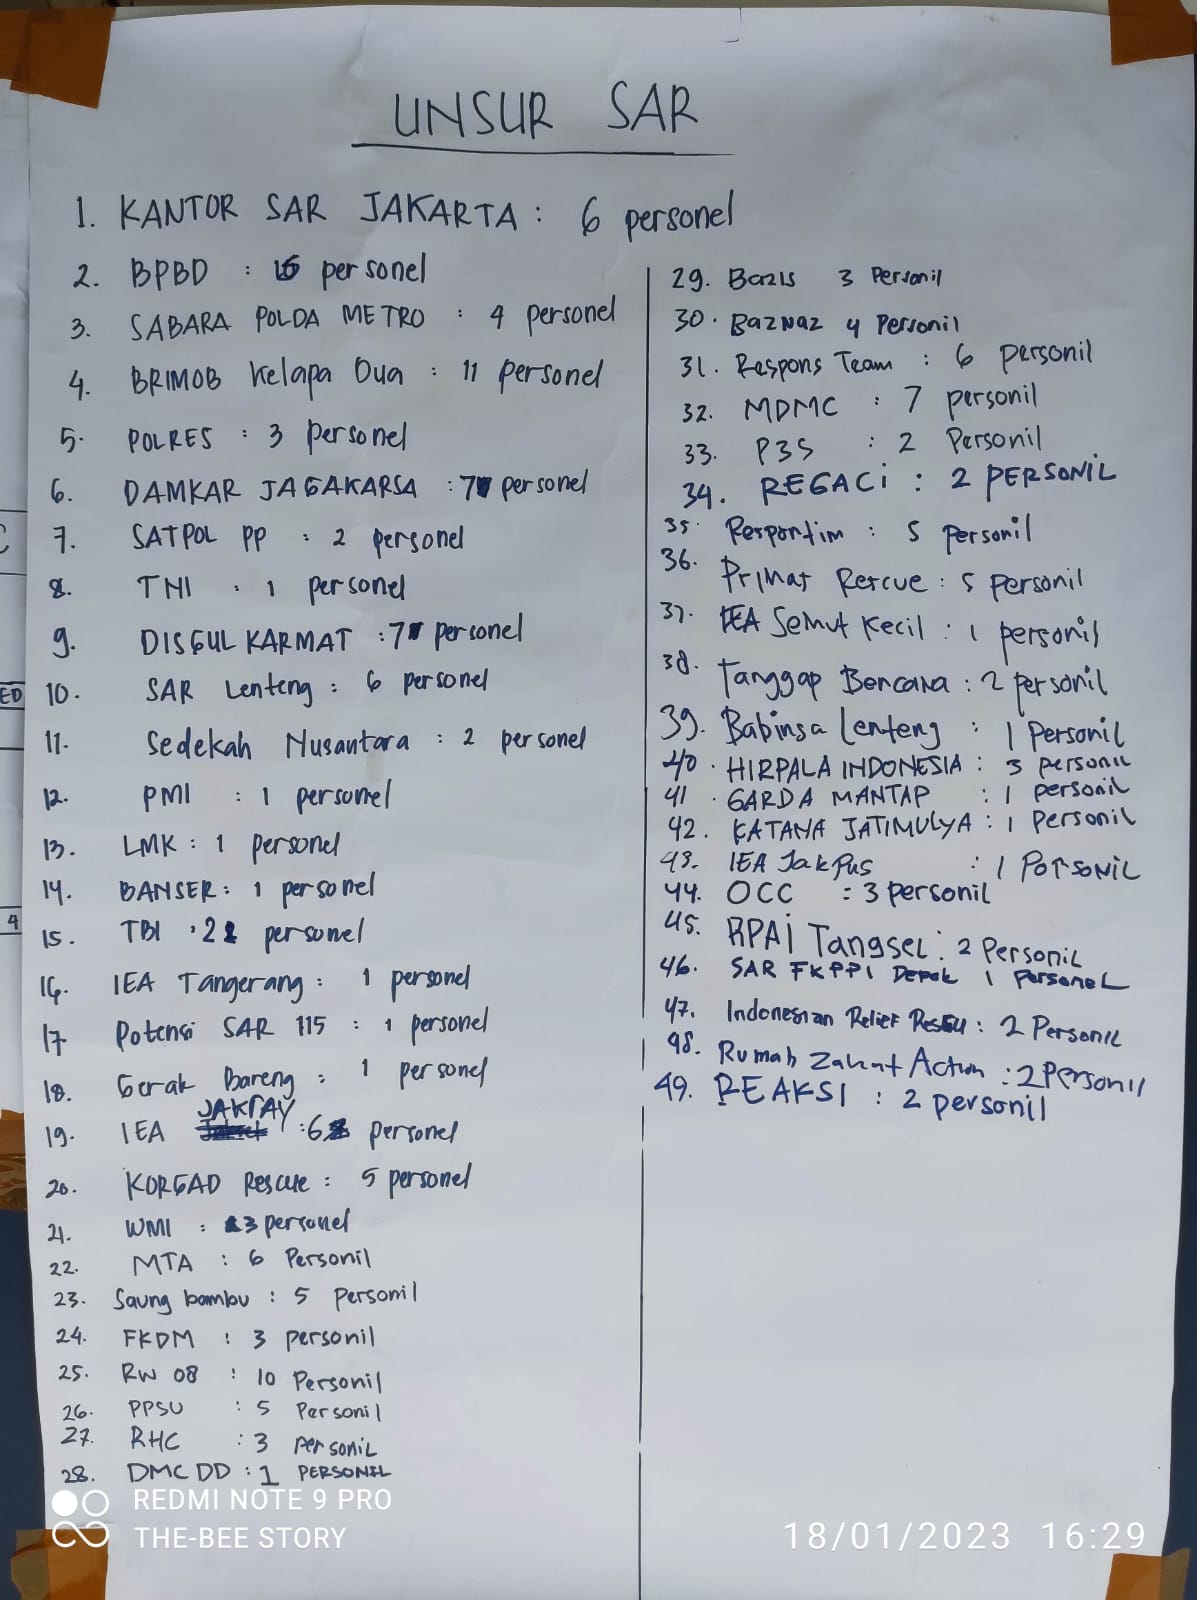 UNSUR SAR
1. KANTOR SAR JAKARTA : 6 personel
2. BPBD : personel
3. SABARA POLDA METRO : 4 personel
4. BRIMOB Kelapa Dua : 11 personel
5. POLRES : 3 personel
6. DAMKAR JAGAKARSA : 7 personel
7. SATPOL PP : 2 personel
8. TNI : 1 personel
9. DISGULKARMAT : 7 personel
10. SAR Lenteng : 6 personel
11. Sedekah Nusantara : 2 personel
12. PMI : 1 personel
13. LMK : 1 personel
14. BANSER : 1 personel
15. TBI : 2 personel
16. IEA Tangerang : 1 personel
17 Potensi SAR 115 : 1 personel
18. Gerak Bareng : 1 personel
19. IEA JAKRAY : 6 personel
20. KORGAD Rescue : 5 personel
21. WMI : 3 personel
22. MTA : 6 Personil
23. Saung bambu : 5 Personil
24. FKDM : 3 personil
25. RW 08 : 10 Personil
26. PPSU : 5 Personil
27. RHC : 3 Personil
28. DMC DD : 1 PERSONIL
29. Bazis 3 Personil
30. BazNaz 4 Personil
31. Respons Team : 6 personil
32. MDMC : 7 personil
33. P3S : 2 Personil
34. REGACi : 2 PERSONIL
35. Respontim : 5 Personil
36. Primat Rescue : 5 personil
37. IEA Semut Kecil : 1 personil
38. Tanggap Bencana : 2 personil
39. Babinsa Lenteng : 1 Personil
40. HIRPALA INDONESIA : 3 personil
41. GARDA MANTAP : 1 personil
42. KATANA JATIMULYA : 1 Personil
43. IEA JakPus : 1 PorSoNiL
44. OCC : 3 personil
45. RPAi Tangsel : 2 Personil
46. SAR FKPPI Depok 1 Personel
47. Indonesian Relief : 2 Personil
48. Rumah Zakat Action : 2 Personil
49. REAKSI : 2 personil
ED
4
REDMI NOTE 9 PRO
THE-BEE STORY
18/01/2023 16:29